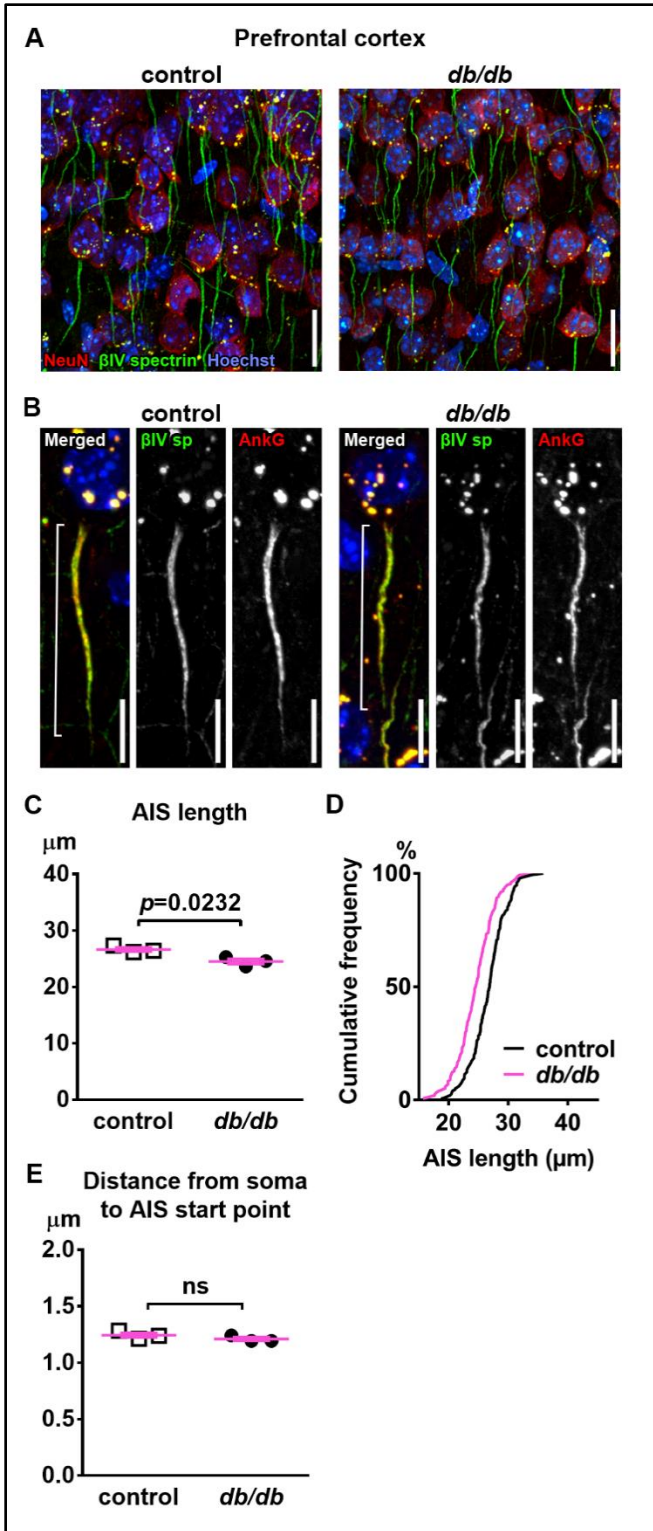 A
Prefrontal cortex
control
db/db
NeuN βIV spectrin Hoechst
B
control
db/db
Merged βIV sp AnkG Merged βIV sp AnkG
C
AIS length
μm
40
30
20
10
0
p=0.0232
control db/db
D
%
100
50
0
Cumulative frequency
control
db/db
20 30 40
AIS length (μm)
E
Distance from soma
to AIS start point
μm
2.0
1.5
1.0
0.5
0.0
ns
control db/db